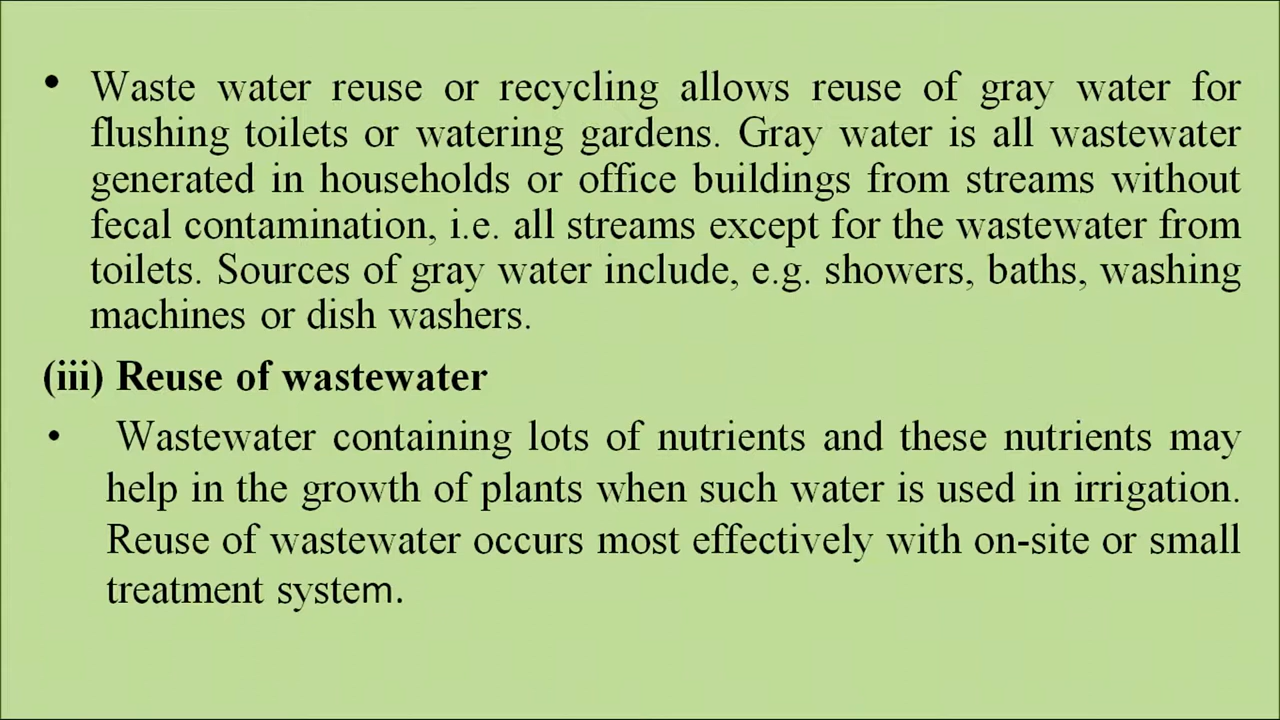 • Waste water reuse or recycling allows reuse of gray water for
flushing toilets or watering gardens. Gray water is all wastewater
generated in households or office buildings from streams without
fecal contamination, i.e. all streams except for the wastewater from
toilets. Sources of gray water include, e.g. showers, baths, washing
machines or dish washers.
(iii) Reuse of wastewater
• Wastewater containing lots of nutrients and these nutrients may
help in the growth of plants when such water is used in irrigation.
Reuse of wastewater occurs most effectively with on-site or small
treatment system.